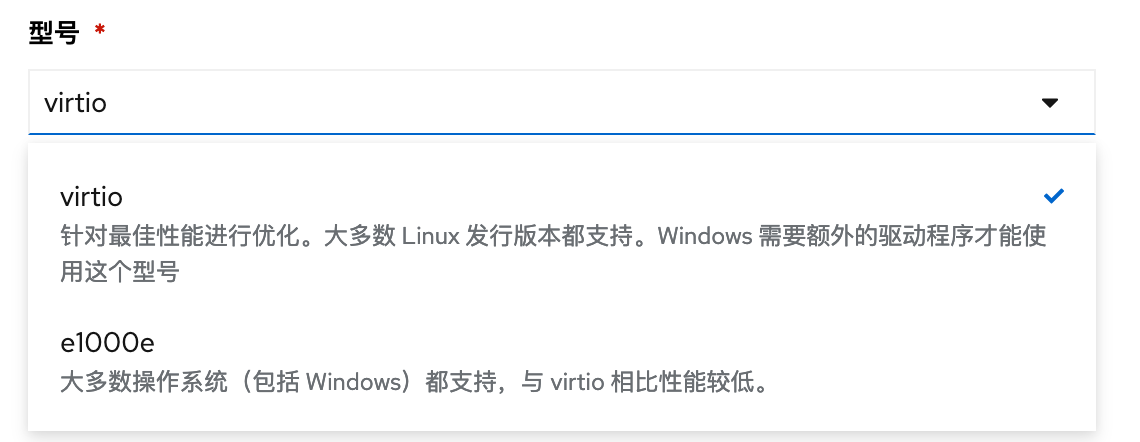 型号 *
virtio
virtio
针对最佳性能进行优化。大多数 Linux 发行版本都支持。Windows 需要额外的驱动程序才能使
用这个型号
e1000e
大多数操作系统（包括 Windows）都支持，与 virtio 相比性能较低。